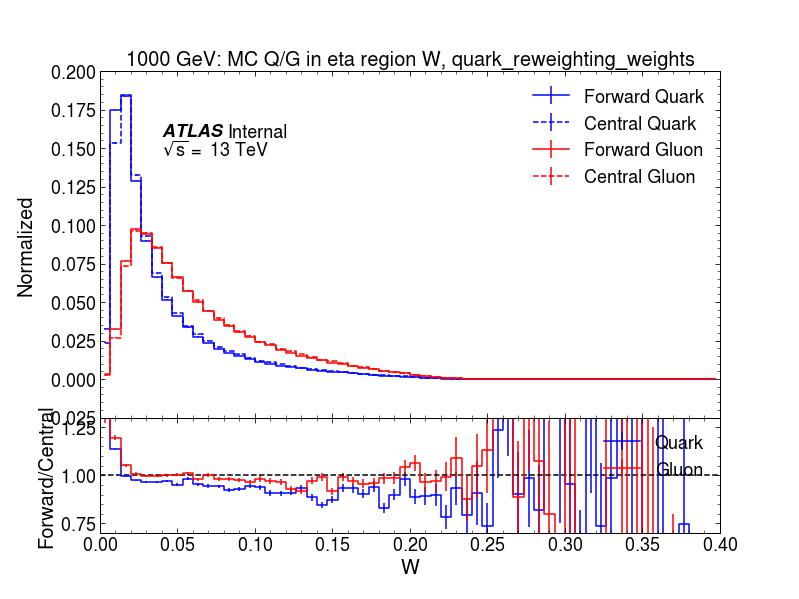 1000 GeV: MC Q/G in eta region W, quark_reweighting_weights
0.200
0.175
0.150
0.125
0.100
0.075
0.050
0.025
0.000
Normalized
ATLAS Internal
√s = 13 TeV
Forward Quark
Central Quark
Forward Gluon
Central Gluon
0.025
1.25
1.00
0.75
Forward/Central
Quark
Gluon
0.00 0.05 0.10 0.15 0.20 0.25 0.30 0.35 0.40
W